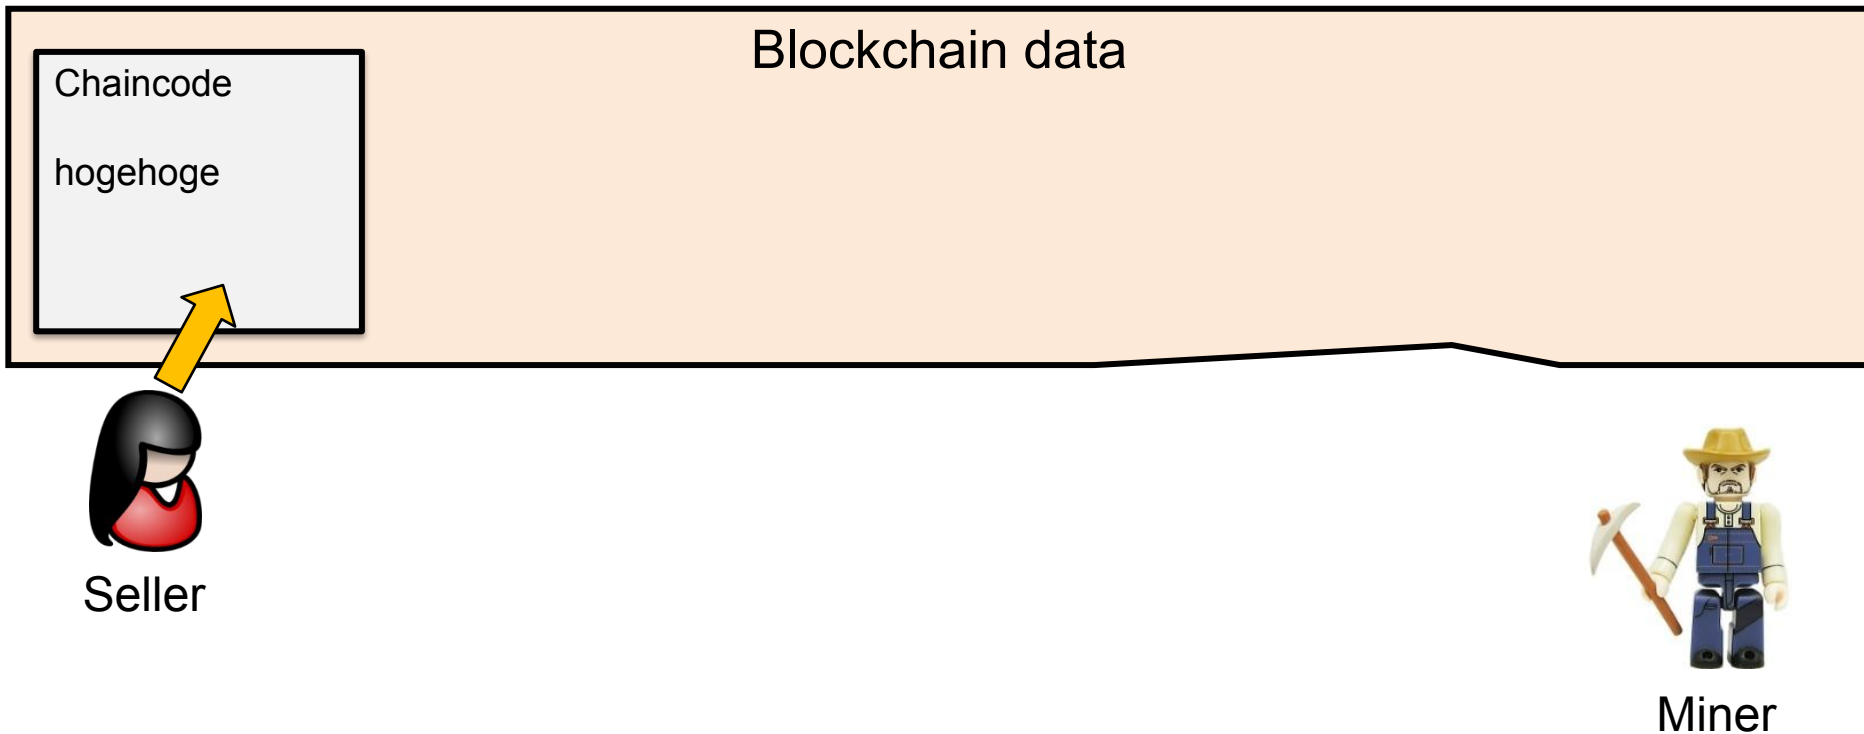 Blockchain data
Chaincode
hogehoge
Seller
Miner